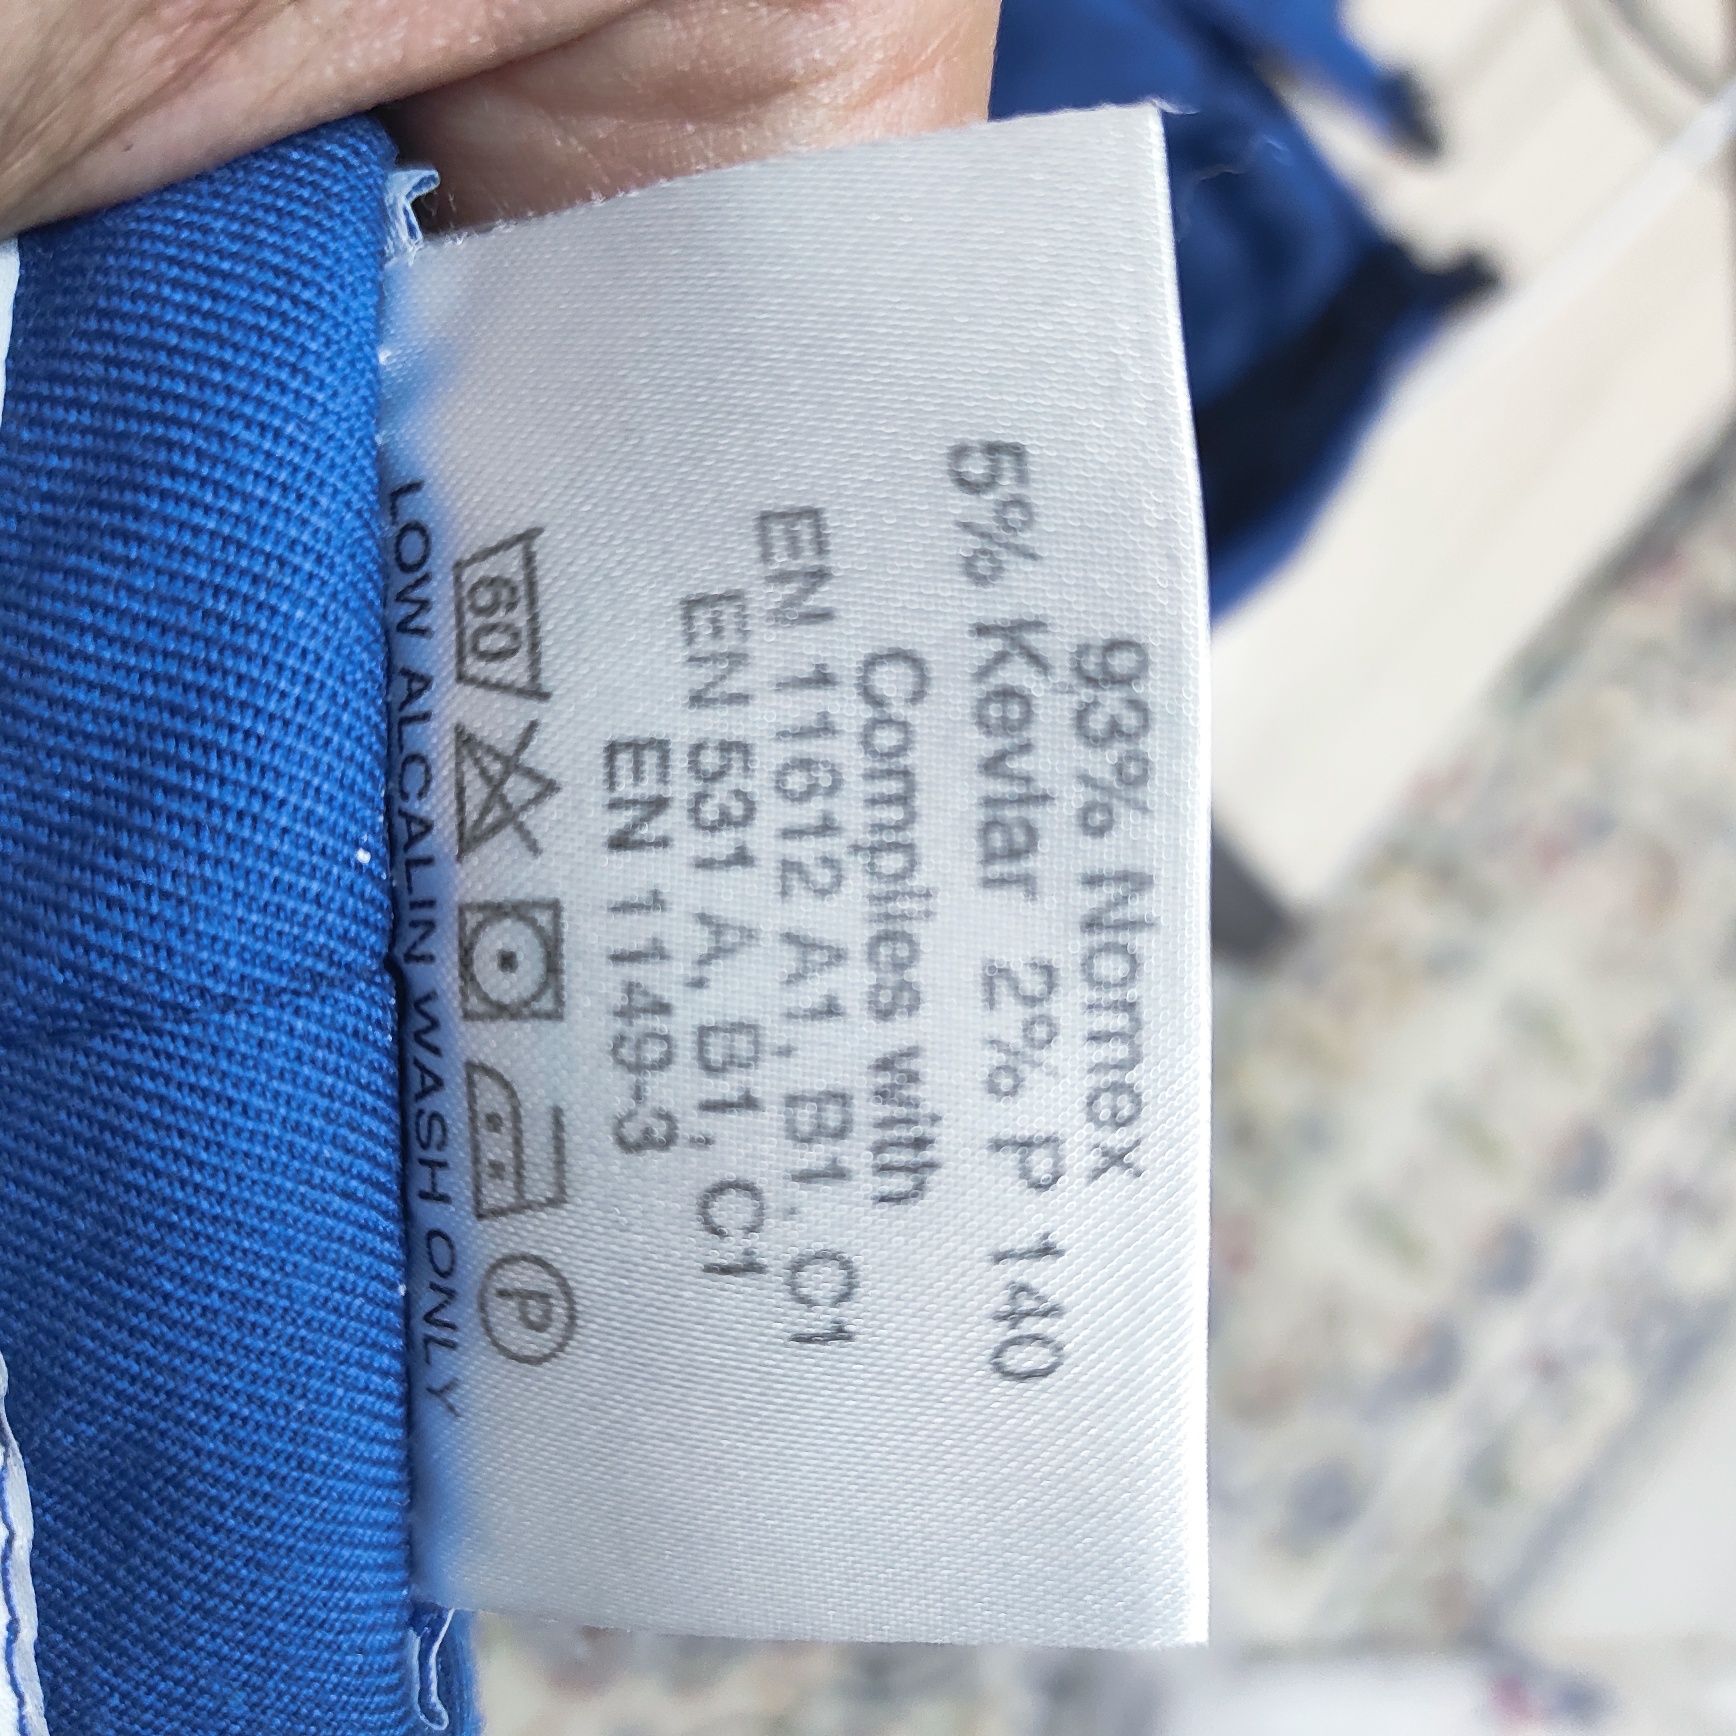 93% Nomex
5% Kevlar 2% P 140
Complies with
EN 11612 A1, B1, C1
EN 531 A, B1, C1
EN 1149-3
60 P
LOW ALCALIN WASH ONLY